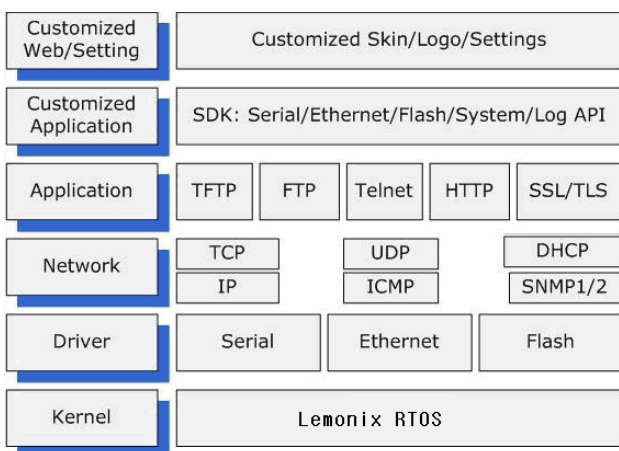 Customized
Web/Setting
Customized Skin/Logo/Settings
Customized
Application
SDK: Serial/Ethernet/Flash/System/Log API
Application
TFTP
FTP
Telnet
HTTP
SSL/TLS
Network
TCP
UDP
DHCP
IP
ICMP
SNMP1/2
Driver
Serial
Ethernet
Flash
Kernel
Lemonix RTOS